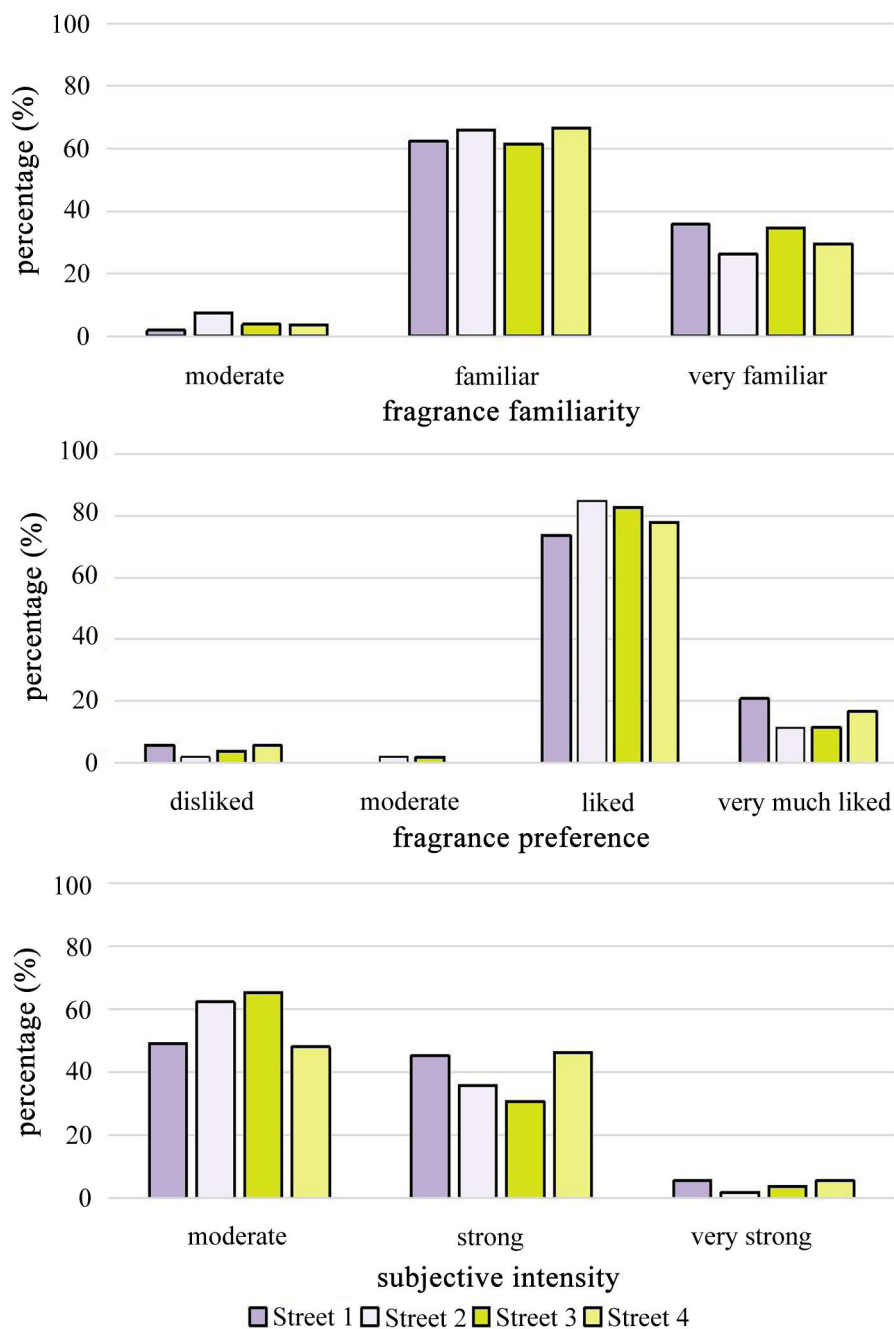 percentage (%)
100
80
60
40
20
0
moderate familiar very familiar
fragrance familiarity
percentage (%)
100
80
60
40
20
0
disliked moderate liked very much liked
fragrance preference
percentage (%)
100
80
60
40
20
0
moderate strong very strong
subjective intensity
Street 1 Street 2 Street 3 Street 4